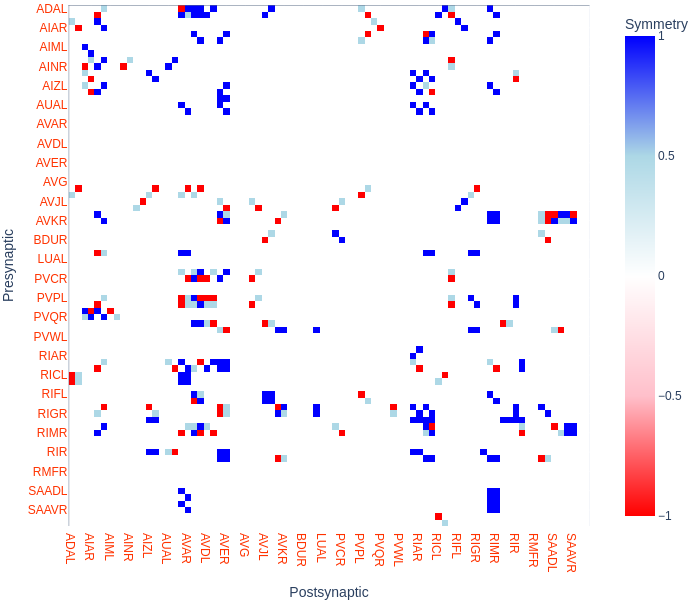 Symmetry
1
0.5
0
−0.5
−1
Presynaptic
ADAL
AIAR
AIML
AINR
AIZL
AUAL
AVAR
AVDL
AVER
AVG
AVJL
AVKR
BDUR
LUAL
PVCR
PVPL
PVQR
PVWL
RIAR
RICL
RIFL
RIGR
RIMR
RIR
RMFR
SAADL
SAAVR
ADAL
AIAR
AIML
AINR
AIZL
AUAL
AVAR
AVDL
AVER
AVG
AVJL
AVKR
BDUR
LUAL
PVCR
PVPL
PVQR
PVWL
RIAR
RICL
RIFL
RIGR
RIMR
RIR
RMFR
SAADL
SAAVR
Postsynaptic